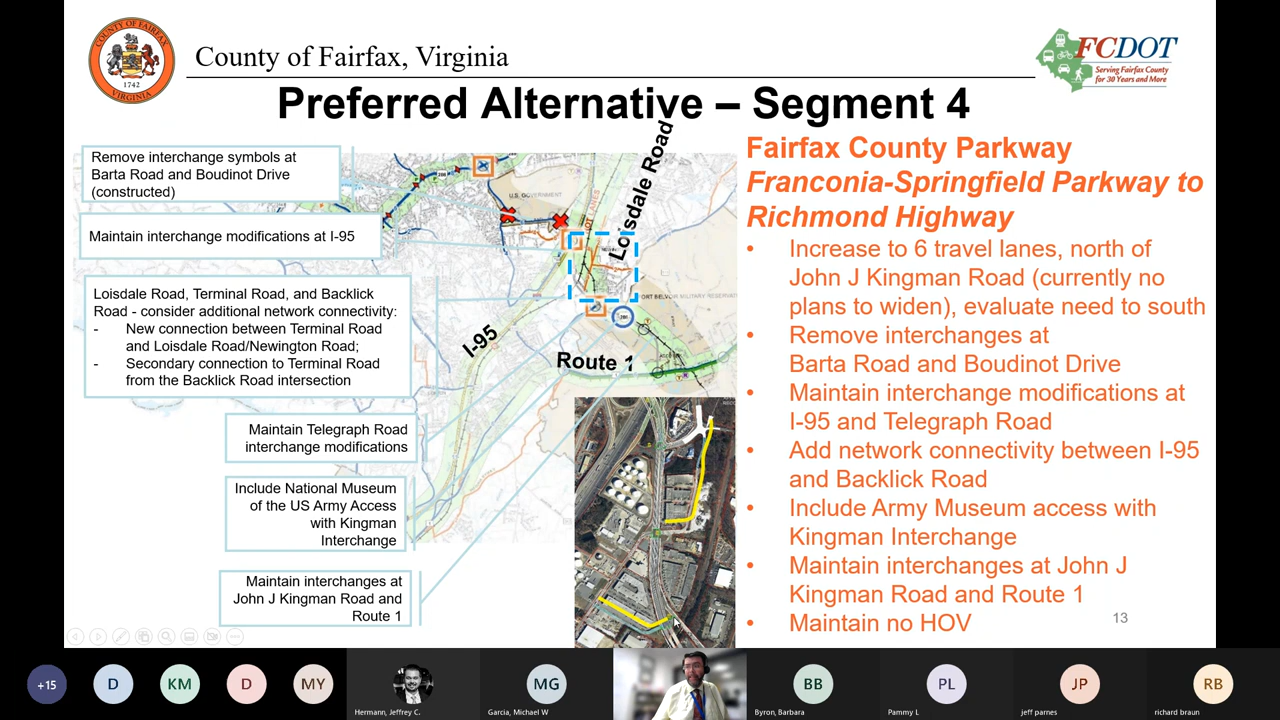 COUNTY OF FAIRFAX
1742
VIRGINIA
County of Fairfax, Virginia
FCDOT
Serving Fairfax County
for 30 Years and More
Preferred Alternative – Segment 4
Remove interchange symbols at
Barta Road and Boudinot Drive
(constructed)
Maintain interchange modifications at I-95
Loisdale Road, Terminal Road, and Backlick
Road - consider additional network connectivity:
- New connection between Terminal Road
and Loisdale Road/Newington Road;
- Secondary connection to Terminal Road
from the Backlick Road intersection
Maintain Telegraph Road
interchange modifications
Include National Museum
of the US Army Access
with Kingman
Interchange
Maintain interchanges at
John J Kingman Road and
Route 1
Loisdale Road
I-95
Route 1
U.S. GOVERNMENT
Fairfax County Parkway
Franconia-Springfield Parkway to
Richmond Highway
• Increase to 6 travel lanes, north of
John J Kingman Road (currently no
plans to widen), evaluate need to south
• Remove interchanges at
Barta Road and Boudinot Drive
• Maintain interchange modifications at
I-95 and Telegraph Road
• Add network connectivity between I-95
and Backlick Road
• Include Army Museum access with
Kingman Interchange
• Maintain interchanges at John J
Kingman Road and Route 1
• Maintain no HOV
13
+15
D
KM
D
MY
Hermann, Jeffrey C.
MG
Garcia, Michael W
BB
Byron, Barbara
PL
Pammy L
JP
jeff parnes
RB
richard braun